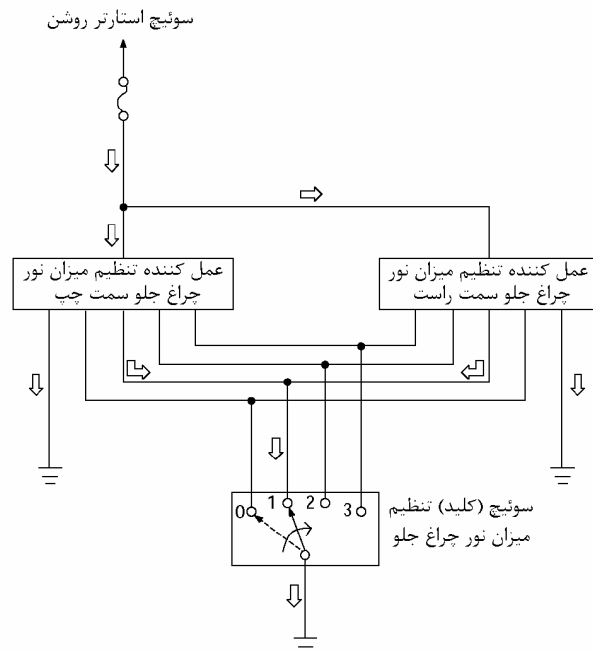 سوئیچ استارتر روشن
عمل کننده تنظیم میزان نور
چراغ جلو سمت چپ
عمل کننده تنظیم میزان نور
چراغ جلو سمت راست
0 1 2 3
سوئیچ (کلید) تنظیم
میزان نور چراغ جلو